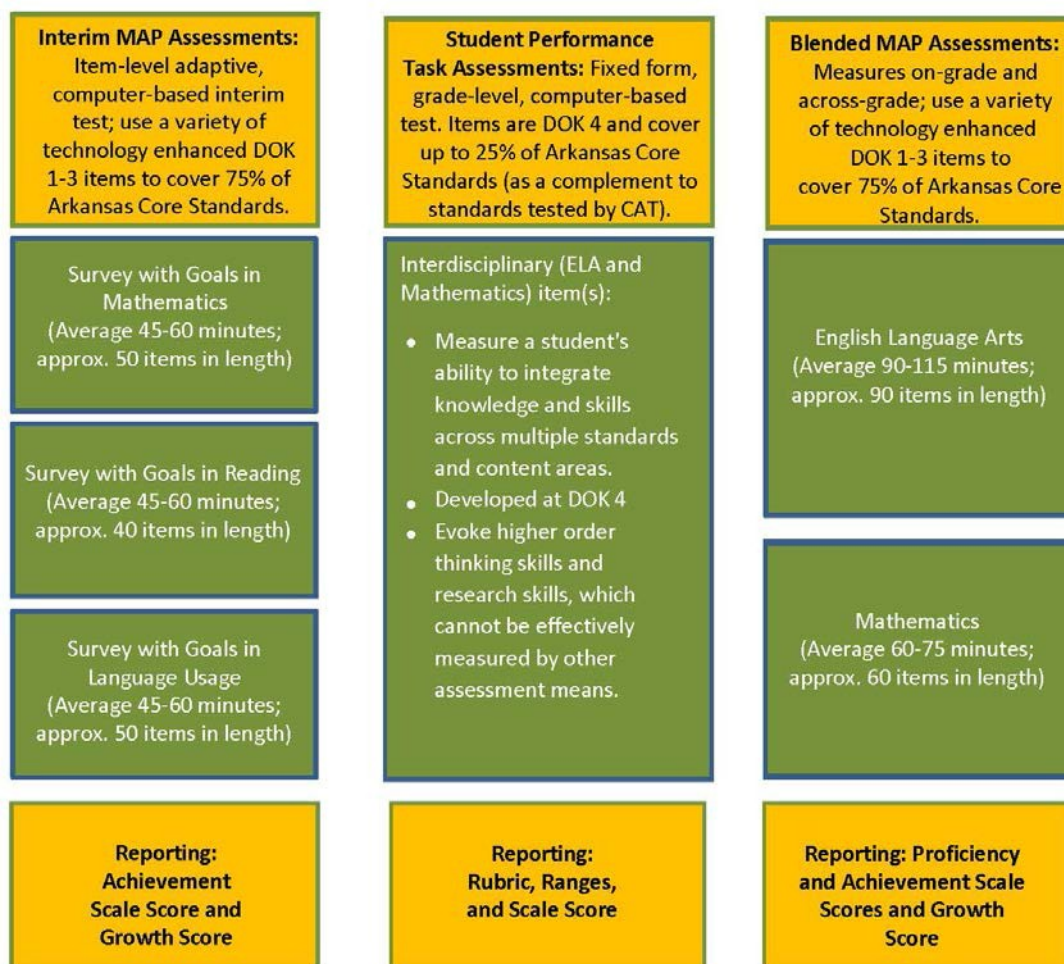 Interim MAP Assessments:
Item-level adaptive,
computer-based interim
test; use a variety of
technology enhanced DOK
1-3 items to cover 75% of
Arkansas Core Standards.
Survey with Goals in
Mathematics
(Average 45-60 minutes;
approx. 50 items in length)
Survey with Goals in Reading
(Average 45-60 minutes;
approx. 40 items in length)
Survey with Goals in
Language Usage
(Average 45-60 minutes;
approx. 50 items in length)
Reporting:
Achievement
Scale Score and
Growth Score
Student Performance
Task Assessments: Fixed form,
grade-level, computer-based
test. Items are DOK 4 and cover
up to 25% of Arkansas Core
Standards (as a complement to
standards tested by CAT).
Interdisciplinary (ELA and
Mathematics) item(s):
• Measure a student's
ability to integrate
knowledge and skills
across multiple standards
and content areas.
• Developed at DOK 4
• Evoke higher order
thinking skills and
research skills, which
cannot be effectively
measured by other
assessment means.
Reporting:
Rubric, Ranges,
and Scale Score
Blended MAP Assessments:
Measures on-grade and
across-grade; use a variety
of technology enhanced
DOK 1-3 items to
cover 75% of Arkansas Core
Standards.
English Language Arts
(Average 90-115 minutes;
approx. 90 items in length)
Mathematics
(Average 60-75 minutes;
approx. 60 items in length)
Reporting: Proficiency
and Achievement Scale
Scores and Growth
Score